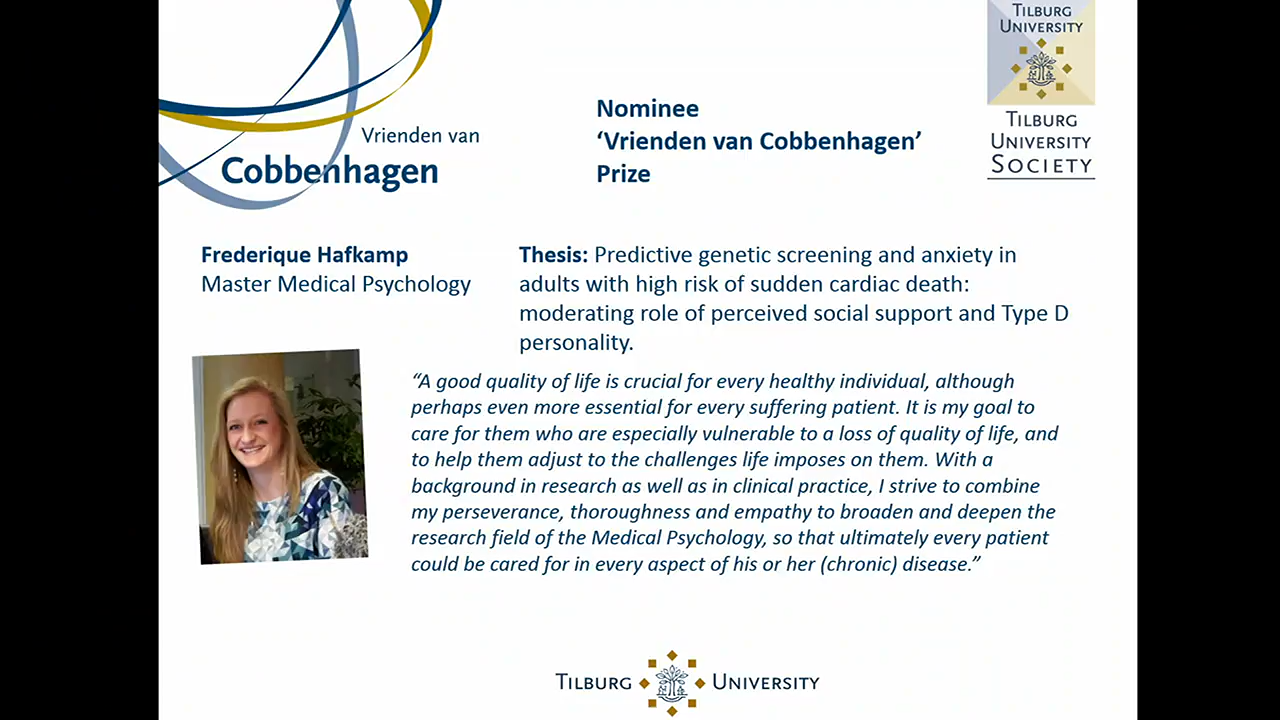 Vrienden van
Cobbenhagen
Nominee
‘Vrienden van Cobbenhagen’
Prize
TILBURG
UNIVERSITY
TILBURG
UNIVERSITY
SOCIETY
Frederique Hafkamp
Master Medical Psychology
Thesis: Predictive genetic screening and anxiety in
adults with high risk of sudden cardiac death:
moderating role of perceived social support and Type D
personality.
“A good quality of life is crucial for every healthy individual, although
perhaps even more essential for every suffering patient. It is my goal to
care for them who are especially vulnerable to a loss of quality of life, and
to help them adjust to the challenges life imposes on them. With a
background in research as well as in clinical practice, I strive to combine
my perseverance, thoroughness and empathy to broaden and deepen the
research field of the Medical Psychology, so that ultimately every patient
could be cared for in every aspect of his or her (chronic) disease.”
TILBURG UNIVERSITY